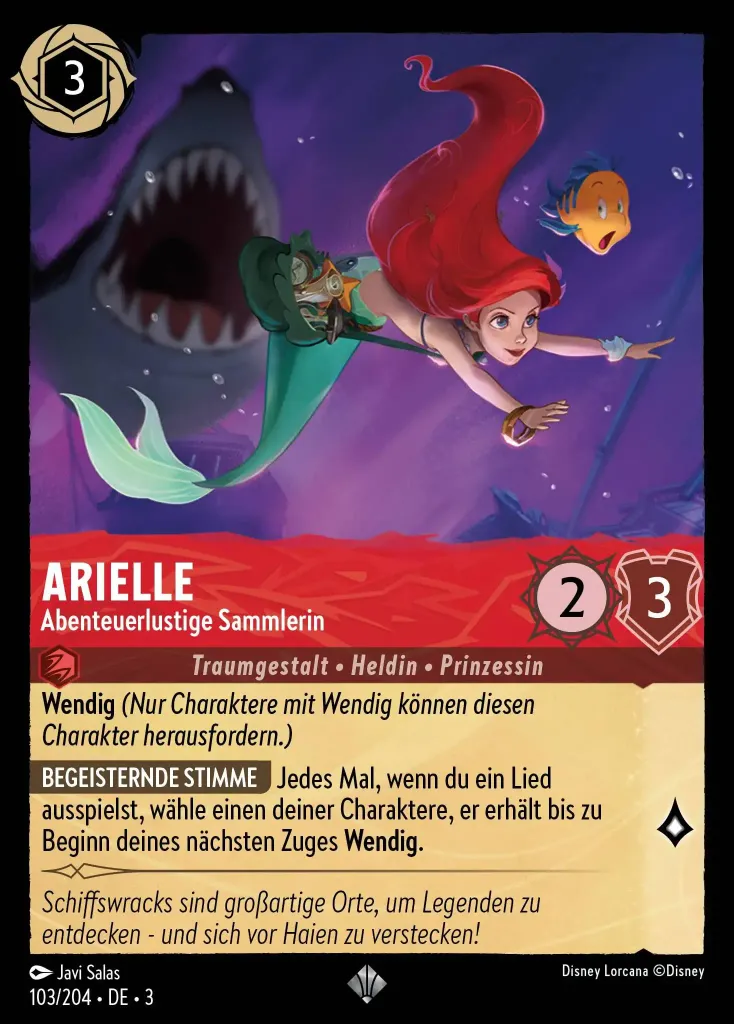 3
ARIELLE
Abenteuerlustige Sammlerin
2
3
Traumgestalt • Heldin • Prinzessin
Wendig (Nur Charaktere mit Wendig können diesen
Charakter herausfordern.)
BEGEISTERNDE STIMME Jedes Mal, wenn du ein Lied
ausspielst, wähle einen deiner Charaktere, er erhält bis zu
Beginn deines nächsten Zuges Wendig.
Schiffswracks sind großartige Orte, um Legenden zu
entdecken - und sich vor Haien zu verstecken!
Javi Salas
Disney Lorcana ©Disney
103/204 • DE • 3